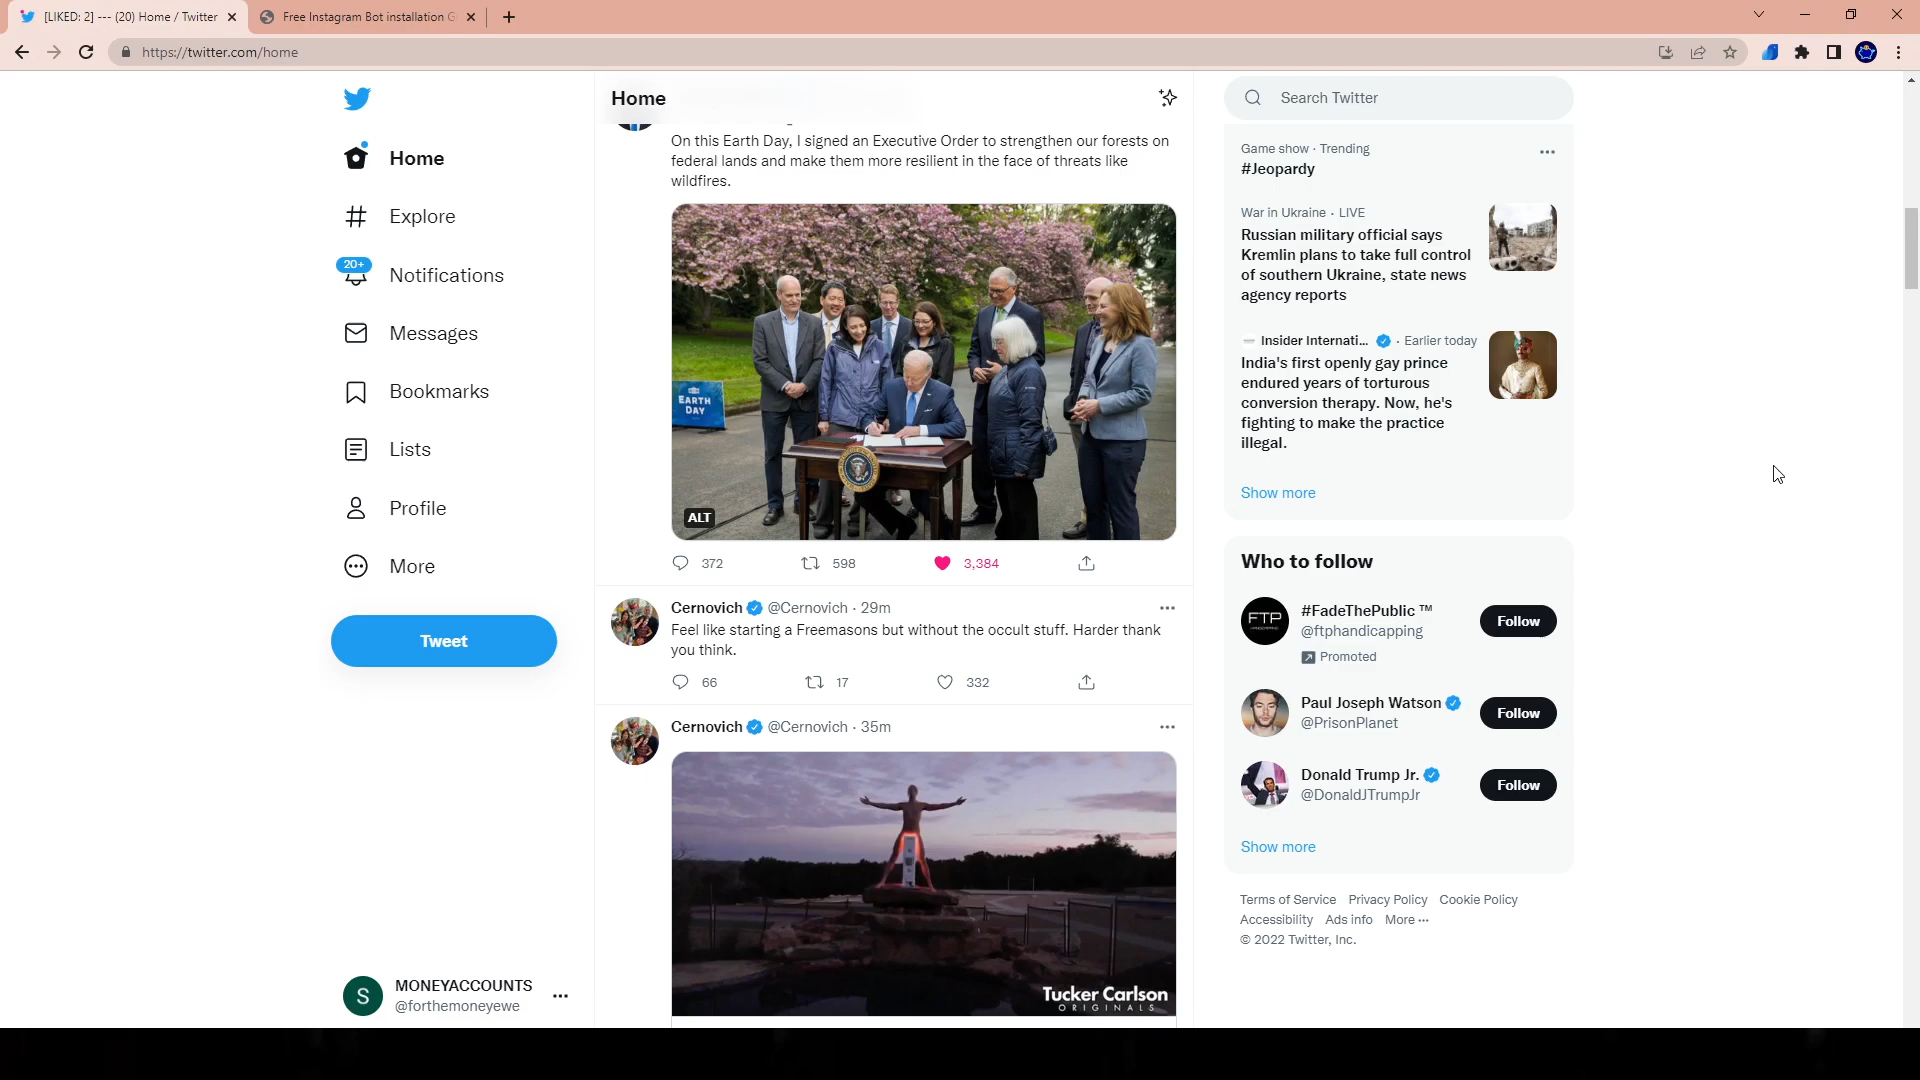 [LIKED: 2] --- (20) Home / Twitter
Free Instagram Bot installation G
https://twitter.com/home
Home
Search Twitter
Home
Explore
20+
Notifications
Messages
Bookmarks
Lists
Profile
More
Tweet
MONEYACCOUNTS
@forthemoneyewe
S
On this Earth Day, I signed an Executive Order to strengthen our forests on
federal lands and make them more resilient in the face of threats like
wildfires.
EARTH
DAY
ALT
372
598
3,384
Cernovich @Cernovich · 29m
Feel like starting a Freemasons but without the occult stuff. Harder thank
you think.
66
17
332
Cernovich @Cernovich · 35m
Tucker Carlson
ORIGINALS
Game show · Trending
#Jeopardy
War in Ukraine · LIVE
Russian military official says
Kremlin plans to take full control
of southern Ukraine, state news
agency reports
Insider Internati... · Earlier today
India's first openly gay prince
endured years of torturous
conversion therapy. Now, he's
fighting to make the practice
illegal.
Show more
Who to follow
FTP
#FadeThePublic ™
@ftphandicapping
Follow
Promoted
Paul Joseph Watson
@PrisonPlanet
Follow
Donald Trump Jr.
@DonaldJTrumpJr
Follow
Show more
Terms of Service Privacy Policy Cookie Policy
Accessibility Ads info More ···
© 2022 Twitter, Inc.